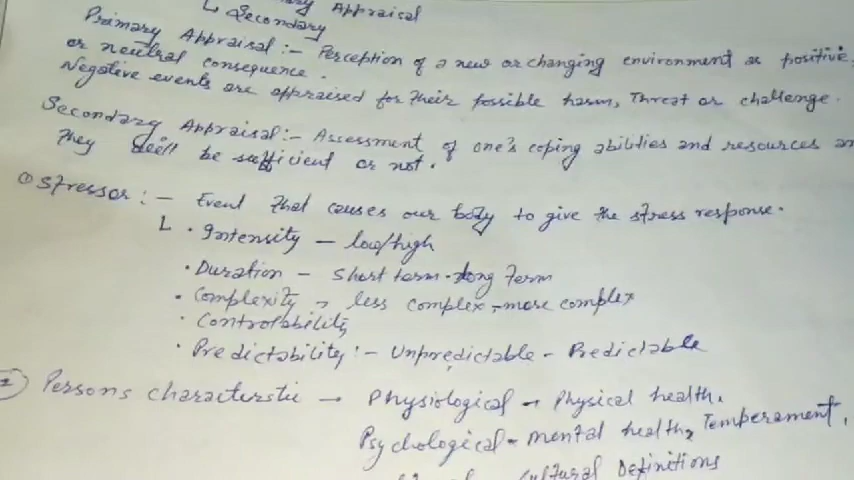 Appraisal
↳ Secondary
Primary Appraisal :- Perception of a new or changing environment as positive,
or neutral consequence.
Negative events are appraised for their possible harm, Threat or challenge.
Secondary Appraisal:- Assessment of one's coping abilities and resources an
They will be sufficient or not.
① Stressor :- Event that causes our body to give the stress response.
↳ • Intensity - low/high
• Duration - Short term - long Term
• Complexity → less complex - more complex
• Controlability
• Predictability :- Unpredictable - Predictable
② Persons characterstic → Physiological → Physical health,
Psychological - mental health, Temperament,
Cultural Definitions